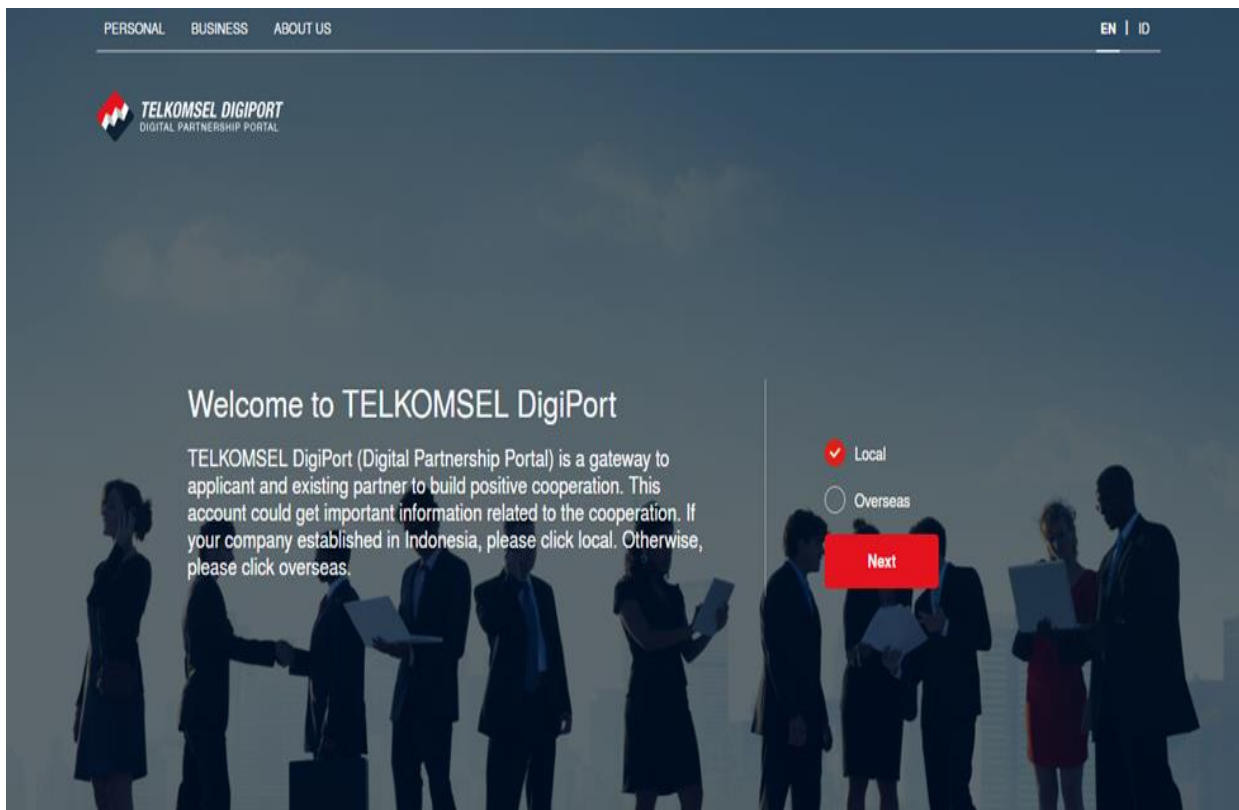 PERSONAL BUSINESS ABOUT US EN | ID
TELKOMSEL DIGIPORT
DIGITAL PARTNERSHIP PORTAL
Welcome to TELKOMSEL DigiPort
TELKOMSEL DigiPort (Digital Partnership Portal) is a gateway to
applicant and existing partner to build positive cooperation. This
account could get important information related to the cooperation. If
your company established in Indonesia, please click local. Otherwise,
please click overseas.
Local
Overseas
Next